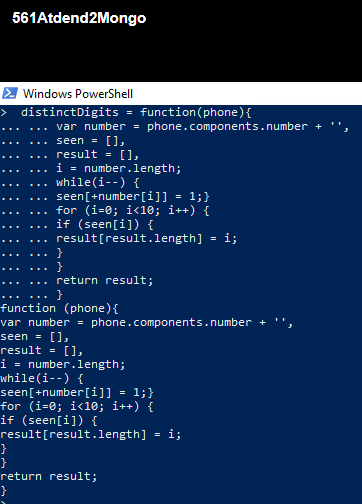 561Atdend2Mongo
Windows PowerShell
>  distinctDigits = function(phone){
... ... var number = phone.components.number + '',
... ... seen = [],
... ... result = [],
... ... i = number.length;
... ... while(i--) {
... ... seen[+number[i]] = 1;}
... ... for (i=0; i<10; i++) {
... ... if (seen[i]) {
... ... result[result.length] = i;
... ... }
... ... }
... ... return result;
... ... }
function (phone){
var number = phone.components.number + '',
seen = [],
result = [],
i = number.length;
while(i--) {
seen[+number[i]] = 1;}
for (i=0; i<10; i++) {
if (seen[i]) {
result[result.length] = i;
}
}
return result;
}
>